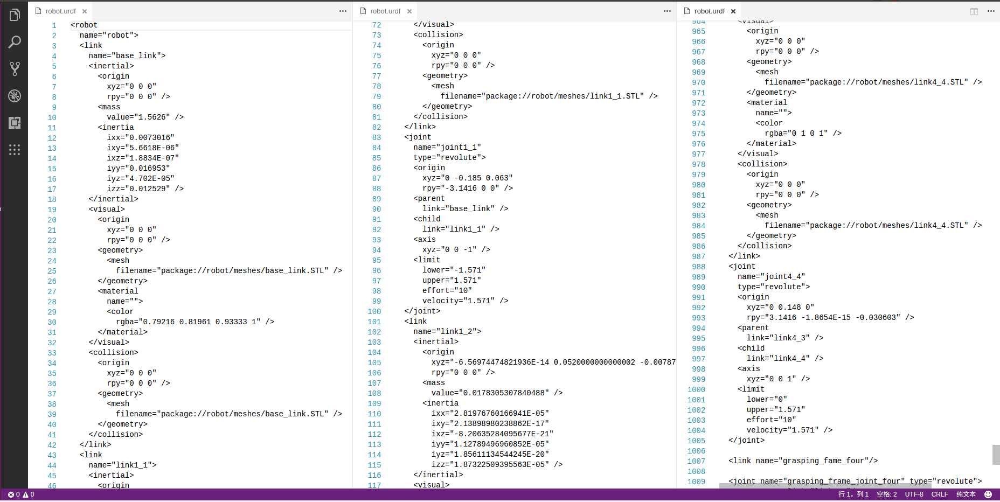 robot.urdf
1 <robot
2 name="robot">
3 <link
4 name="base_link">
5 <inertial>
6 <origin
7 xyz="0 0 0"
8 rpy="0 0 0" />
9 <mass
10 value="1.5626" />
11 <inertia
12 ixx="0.0073016"
13 ixy="5.6618E-06"
14 ixz="1.8834E-07"
15 iyy="0.016953"
16 iyz="4.702E-05"
17 izz="0.012529" />
18 </inertial>
19 <visual>
20 <origin
21 xyz="0 0 0"
22 rpy="0 0 0" />
23 <geometry>
24 <mesh
25 filename="package://robot/meshes/base_link.STL" />
26 </geometry>
27 <material
28 name="">
29 <color
30 rgba="0.79216 0.81961 0.93333 1" />
31 </material>
32 </visual>
33 <collision>
34 <origin
35 xyz="0 0 0"
36 rpy="0 0 0" />
37 <geometry>
38 <mesh
39 filename="package://robot/meshes/base_link.STL" />
40 </geometry>
41 </collision>
42 </link>
43 <link
44 name="link1_1">
45 <inertial>
46 <origin
robot.urdf
72 </visual>
73 <collision>
74 <origin
75 xyz="0 0 0"
76 rpy="0 0 0" />
77 <geometry>
78 <mesh
79 filename="package://robot/meshes/link1_1.STL" />
80 </geometry>
81 </collision>
82 </link>
83 <joint
84 name="joint1_1"
85 type="revolute">
86 <origin
87 xyz="0 -0.185 0.063"
88 rpy="-3.1416 0 0" />
89 <parent
90 link="base_link" />
91 <child
92 link="link1_1" />
93 <axis
94 xyz="0 0 -1" />
95 <limit
96 lower="-1.571"
97 upper="1.571"
98 effort="10"
99 velocity="1.571" />
100 </joint>
101 <link
102 name="link1_2">
103 <inertial>
104 <origin
105 xyz="-6.56974474821936E-14 0.0520000000000002 -0.00787
106 rpy="0 0 0" />
107 <mass
108 value="0.0178305307840488" />
109 <inertia
110 ixx="2.81976760166941E-05"
111 ixy="2.13898980238862E-17"
112 ixz="-8.20635284095677E-21"
113 iyy="1.12789496960852E-05"
114 iyz="1.85611134544245E-20"
115 izz="1.87322509395563E-05" />
116 </inertial>
117 <visual>
robot.urdf
964 <visual>
965 <origin
966 xyz="0 0 0"
967 rpy="0 0 0" />
968 <geometry>
969 <mesh
970 filename="package://robot/meshes/link4_4.STL" />
971 </geometry>
972 <material
973 name="">
974 <color
975 rgba="0 1 0 1" />
976 </material>
977 </visual>
978 <collision>
979 <origin
980 xyz="0 0 0"
981 rpy="0 0 0" />
982 <geometry>
983 <mesh
984 filename="package://robot/meshes/link4_4.STL" />
985 </geometry>
986 </collision>
987 </link>
988 <joint
989 name="joint4_4"
990 type="revolute">
991 <origin
992 xyz="0 0.148 0"
993 rpy="3.1416 -1.8654E-15 -0.030603" />
994 <parent
995 link="link4_3" />
996 <child
997 link="link4_4" />
998 <axis
999 xyz="0 0 1" />
1000 <limit
1001 lower="0"
1002 upper="1.571"
1003 effort="10"
1004 velocity="1.571" />
1005 </joint>
1006
1007 <link name="grasping_fame_four"/>
1008
1009 <joint name="grasping_frame_joint_four" type="revolute">
0 0
行 1，列 1 空格: 2 UTF-8 CRLF 纯文本